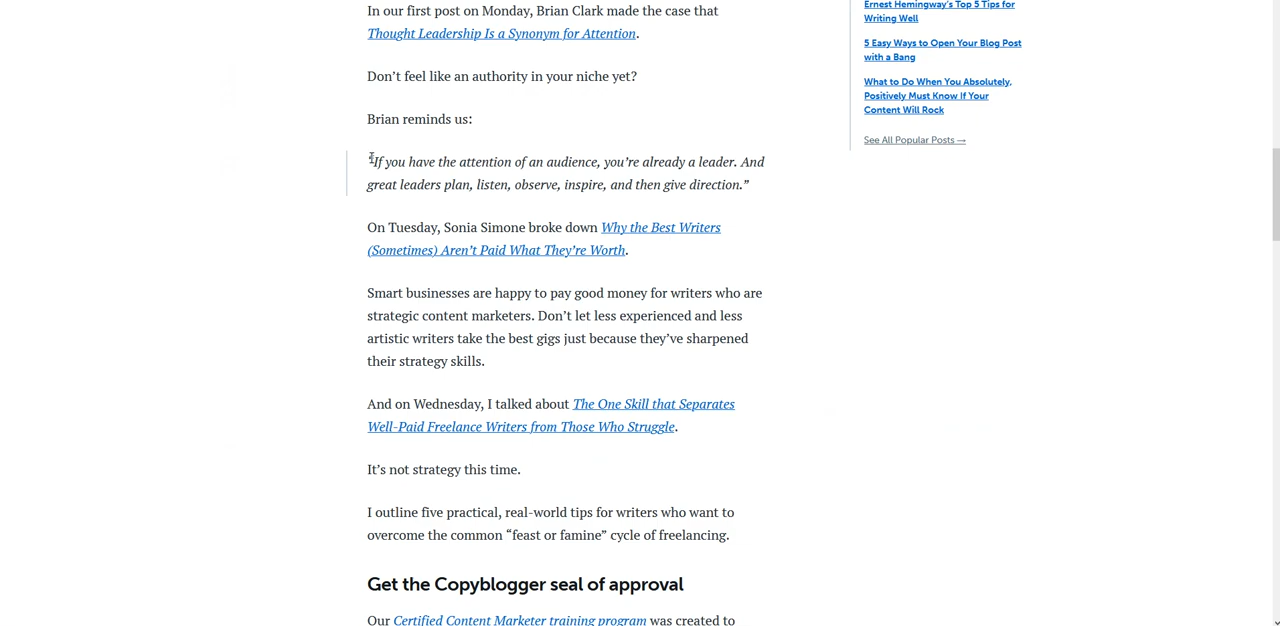 In our first post on Monday, Brian Clark made the case that
Thought Leadership Is a Synonym for Attention.
Don’t feel like an authority in your niche yet?
Brian reminds us:
“If you have the attention of an audience, you’re already a leader. And
great leaders plan, listen, observe, inspire, and then give direction.”
On Tuesday, Sonia Simone broke down Why the Best Writers
(Sometimes) Aren’t Paid What They’re Worth.
Smart businesses are happy to pay good money for writers who are
strategic content marketers. Don’t let less experienced and less
artistic writers take the best gigs just because they’ve sharpened
their strategy skills.
And on Wednesday, I talked about The One Skill that Separates
Well-Paid Freelance Writers from Those Who Struggle.
It’s not strategy this time.
I outline five practical, real-world tips for writers who want to
overcome the common “feast or famine” cycle of freelancing.
Get the Copyblogger seal of approval
Our Certified Content Marketer training program was created to
Ernest Hemingway’s Top 5 Tips for
Writing Well
5 Easy Ways to Open Your Blog Post
with a Bang
What to Do When You Absolutely,
Positively Must Know If Your
Content Will Rock
See All Popular Posts →